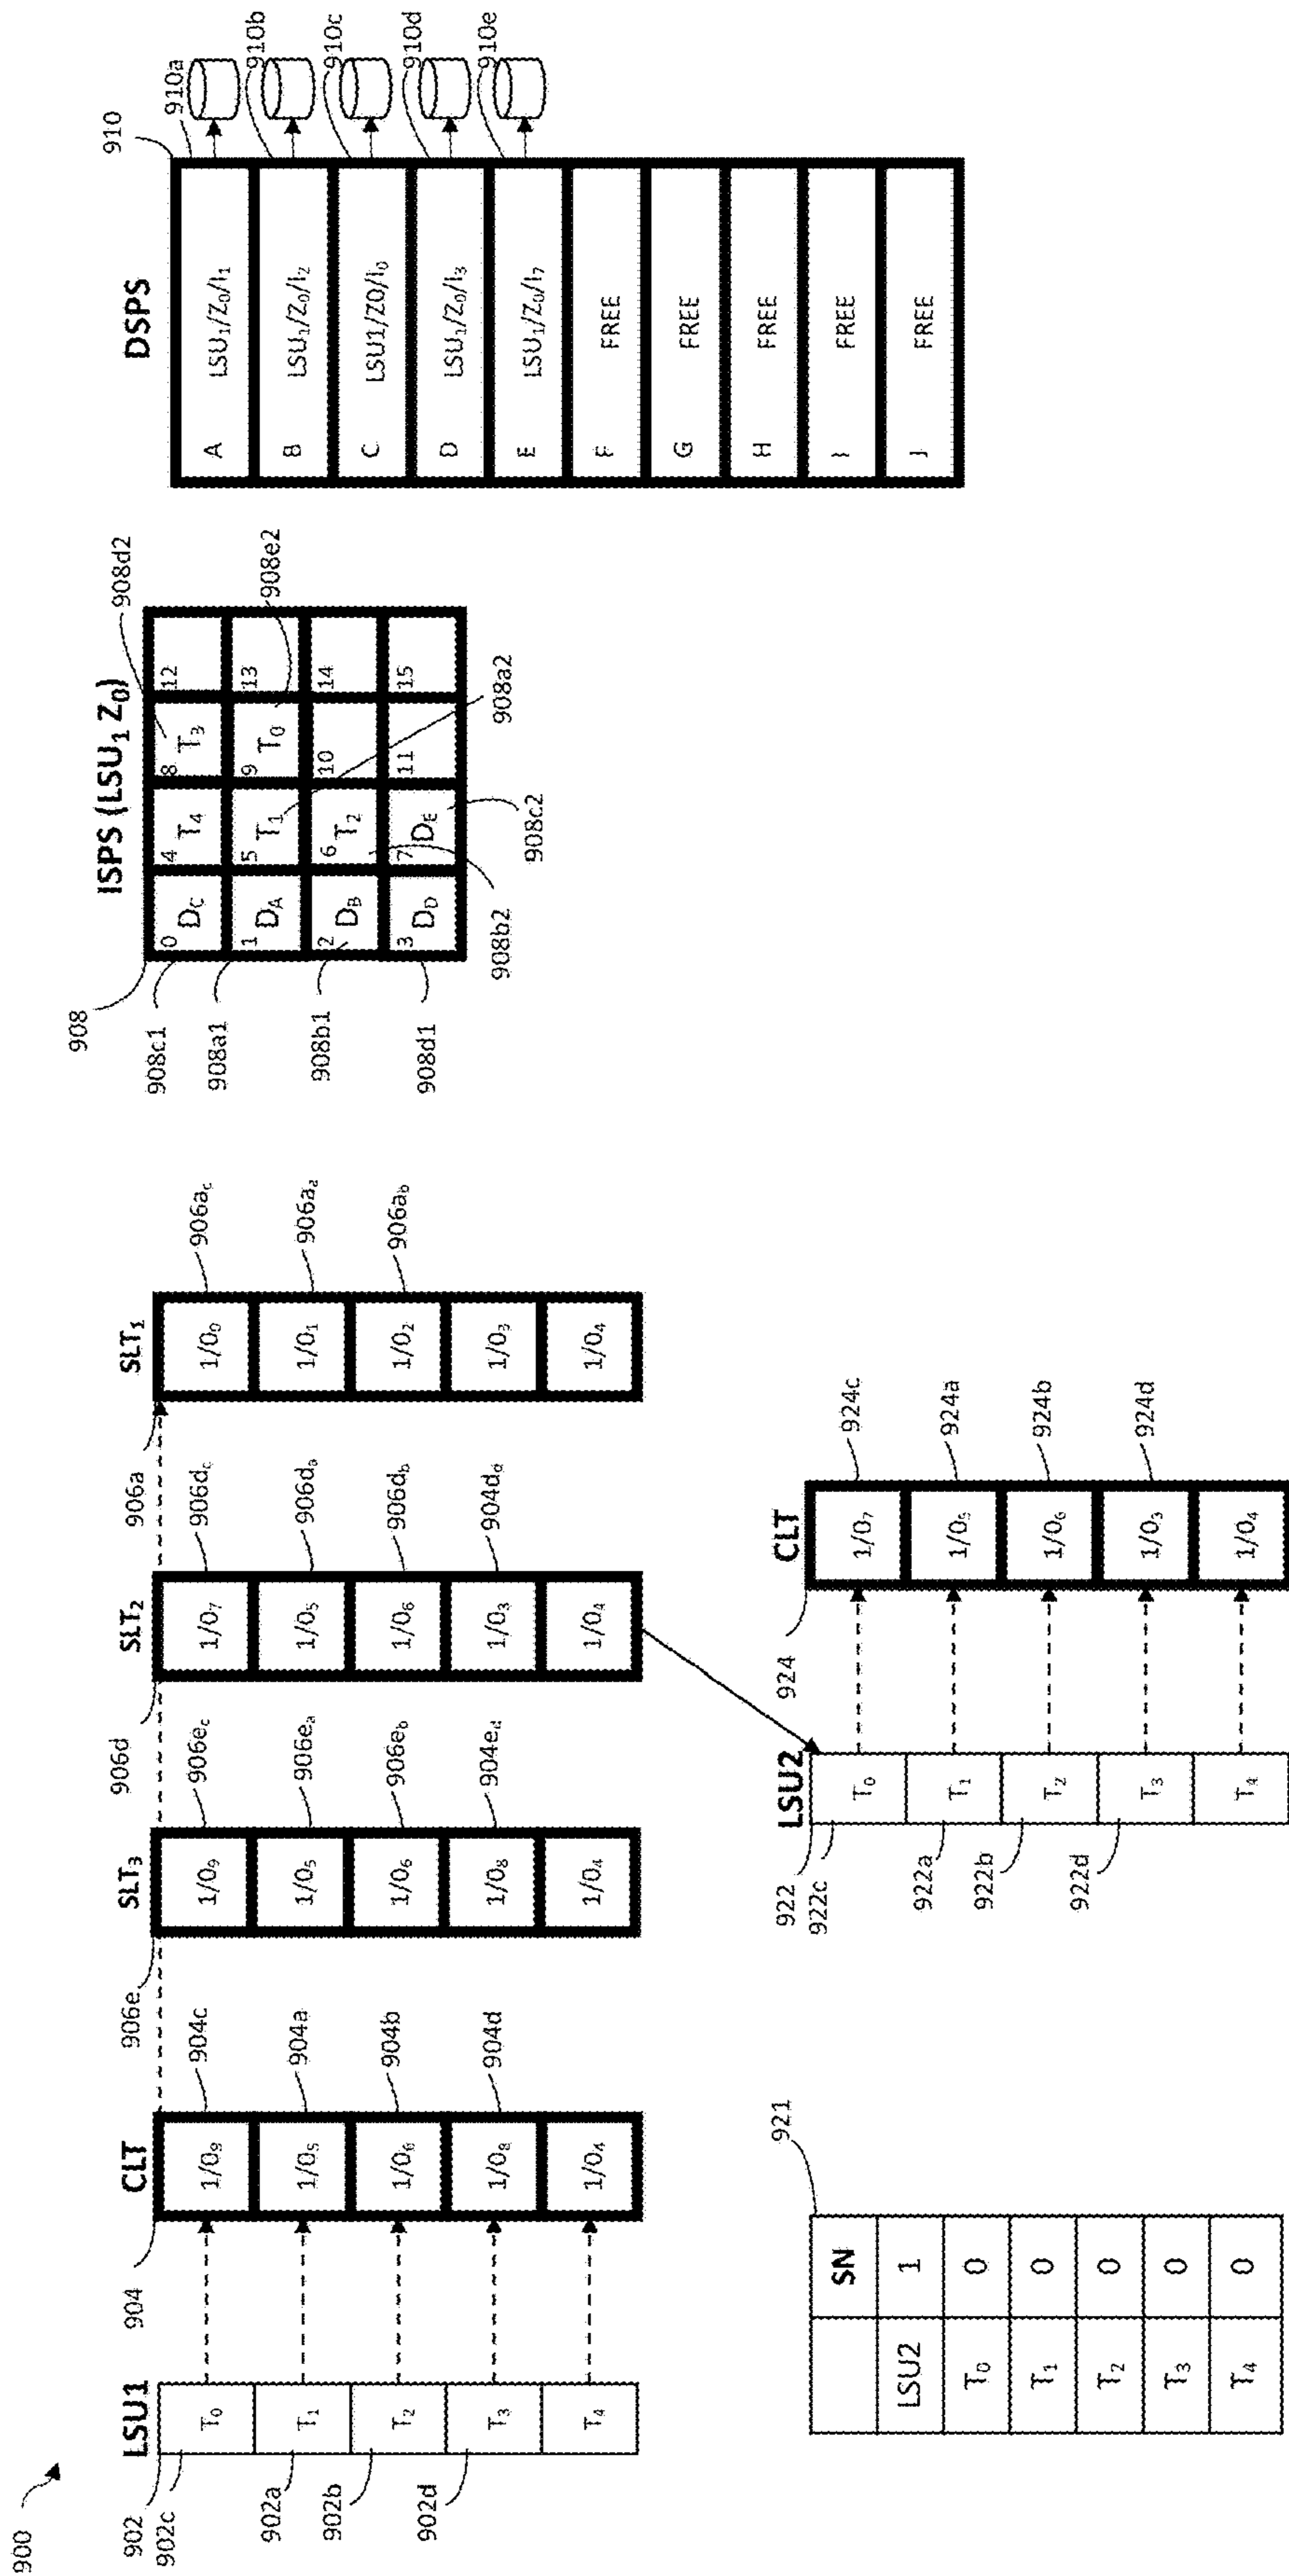 900
LSU1
902
902c
902a
902b
902d
T0
T1
T2
T3
T4
CLT
904
1/O9
1/O5
1/O6
1/O8
1/O4
904c
904a
904b
904d
SLT3
906e
1/O9
1/O5
1/O6
1/O8
1/O4
906ec
906ea
906eb
904ed
SLT2
906d
1/O7
1/O5
1/O6
1/O3
1/O4
906dc
906da
906db
904dd
SLT1
906a
1/O0
1/O1
1/O2
1/O3
1/O4
906ac
906aa
906ab
ISPS (LSU1 Z0)
908
908c1
908a1
908b1
908d1
0 DC
4 T4
8 T3
12
1 DA
5 T1
9 T0
13
2 DB
6 T2
10
14
3 DD
7 DE
11
15
908d2
908e2
908a2
908c2
908b2
DSPS
910
A LSU1/Z0/I1
B LSU1/Z0/I2
C LSU1/Z0/I0
D LSU1/Z0/I3
E LSU1/Z0/I7
F FREE
G FREE
H FREE
I FREE
J FREE
910a
910b
910c
910d
910e
921
SN
LSU2 1
T0 0
T1 0
T2 0
T3 0
T4 0
LSU2
922
922c
922a
922b
922d
T0
T1
T2
T3
T4
CLT
924
1/O7
1/O5
1/O6
1/O3
1/O4
924c
924a
924b
924d